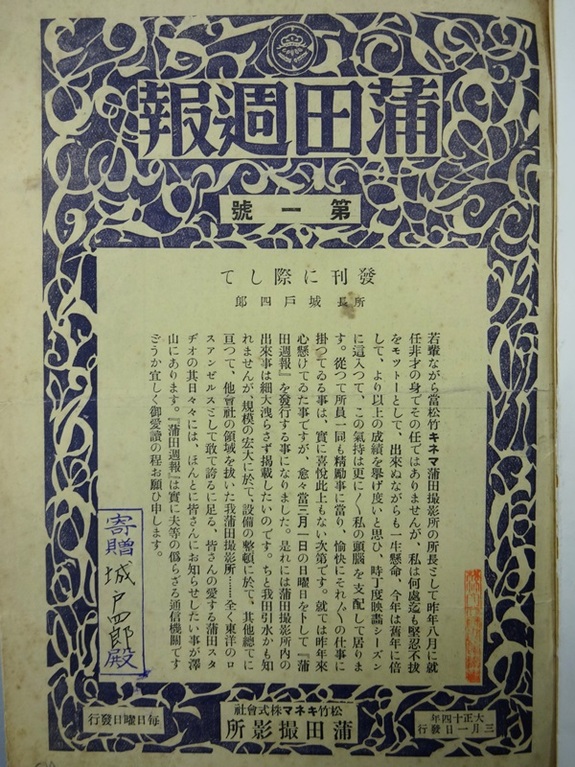 蒲田週報
第一號
發刊に際して
所長 城戸四郎
若輩ながら當松竹キネマ蒲田撮影所の所長として昨年八月に就
任非才の身でその任ではありませんが、私は何處迄も堅忍不拔
をモツトーとして、出來ぬながらも一生懸命、今年は舊年に倍
して、より以上の成績を擧げ度いと思ひ、時丁度映畵シーズン
に這入つて、この氣持は更に〱私の頭腦を支配して居りま
す。從つて所員一同も精勵事に當り、愉快にそれ〲の仕事に
掛つてゐる事は、實に喜悅此上もない次第です。就ては昨年來
心懸けてゐた事ですが、愈々當三月一日の日曜日を卜して『蒲
田週報』を發行する事になりました。是れには蒲田撮影所內の
出來事は細大洩らさず揭載したいのです。ちと我田引水かも知
れませんが、規模の宏大に於て、設備の整頓に於て、其他總てに
亘つて、他會社の領域を拔いた我蒲田撮影所……全く東洋のロ
スアンゼルスとして敢て誇るに足る、皆さんの愛する蒲田スタ
ヂオの其日々々には、ほんとに皆さんにお知らせしたい事が澤
山にあります。『蒲田週報』は實に夫等の僞らざる通信機關です
どうか宜しく御愛讀の程お願ひ申します。
寄贈 城戸四郎殿
大正十四年
三月一日發行
松竹キネマ株式會社
蒲田撮影所
每日曜日發行